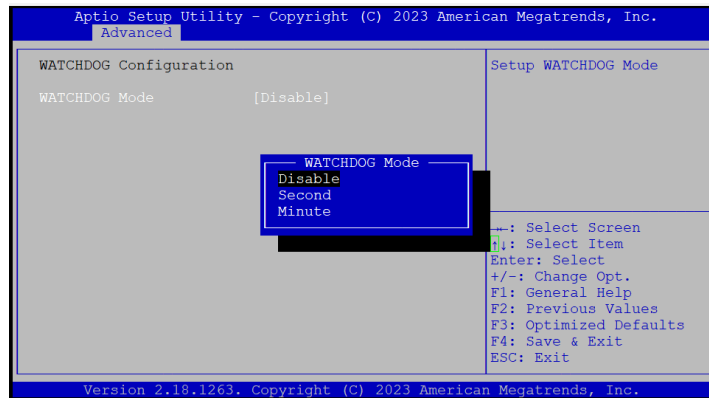 Aptio Setup Utility - Copyright (C) 2023 American Megatrends, Inc.
Advanced
WATCHDOG Configuration
Setup WATCHDOG Mode
WATCHDOG Mode [Disable]
WATCHDOG Mode
Disable
Second
Minute
→←: Select Screen
↑↓: Select Item
Enter: Select
+/-: Change Opt.
F1: General Help
F2: Previous Values
F3: Optimized Defaults
F4: Save & Exit
ESC: Exit
Version 2.18.1263. Copyright (C) 2023 American Megatrends, Inc.